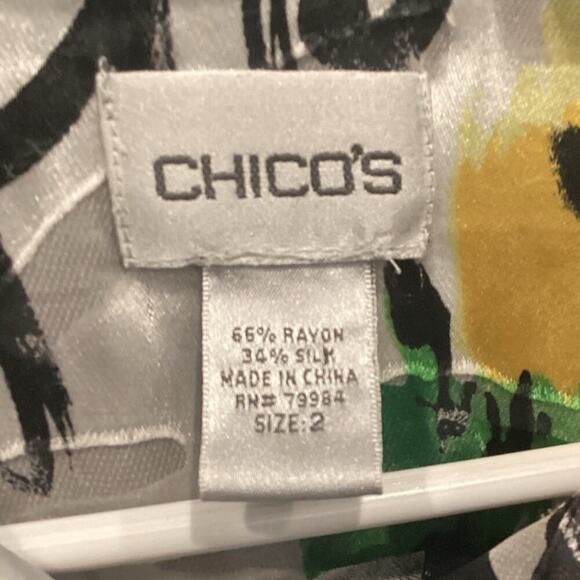 CHICO'S
66% RAYON
34% SILK
MADE IN CHINA
RN# 79984
SIZE: 2